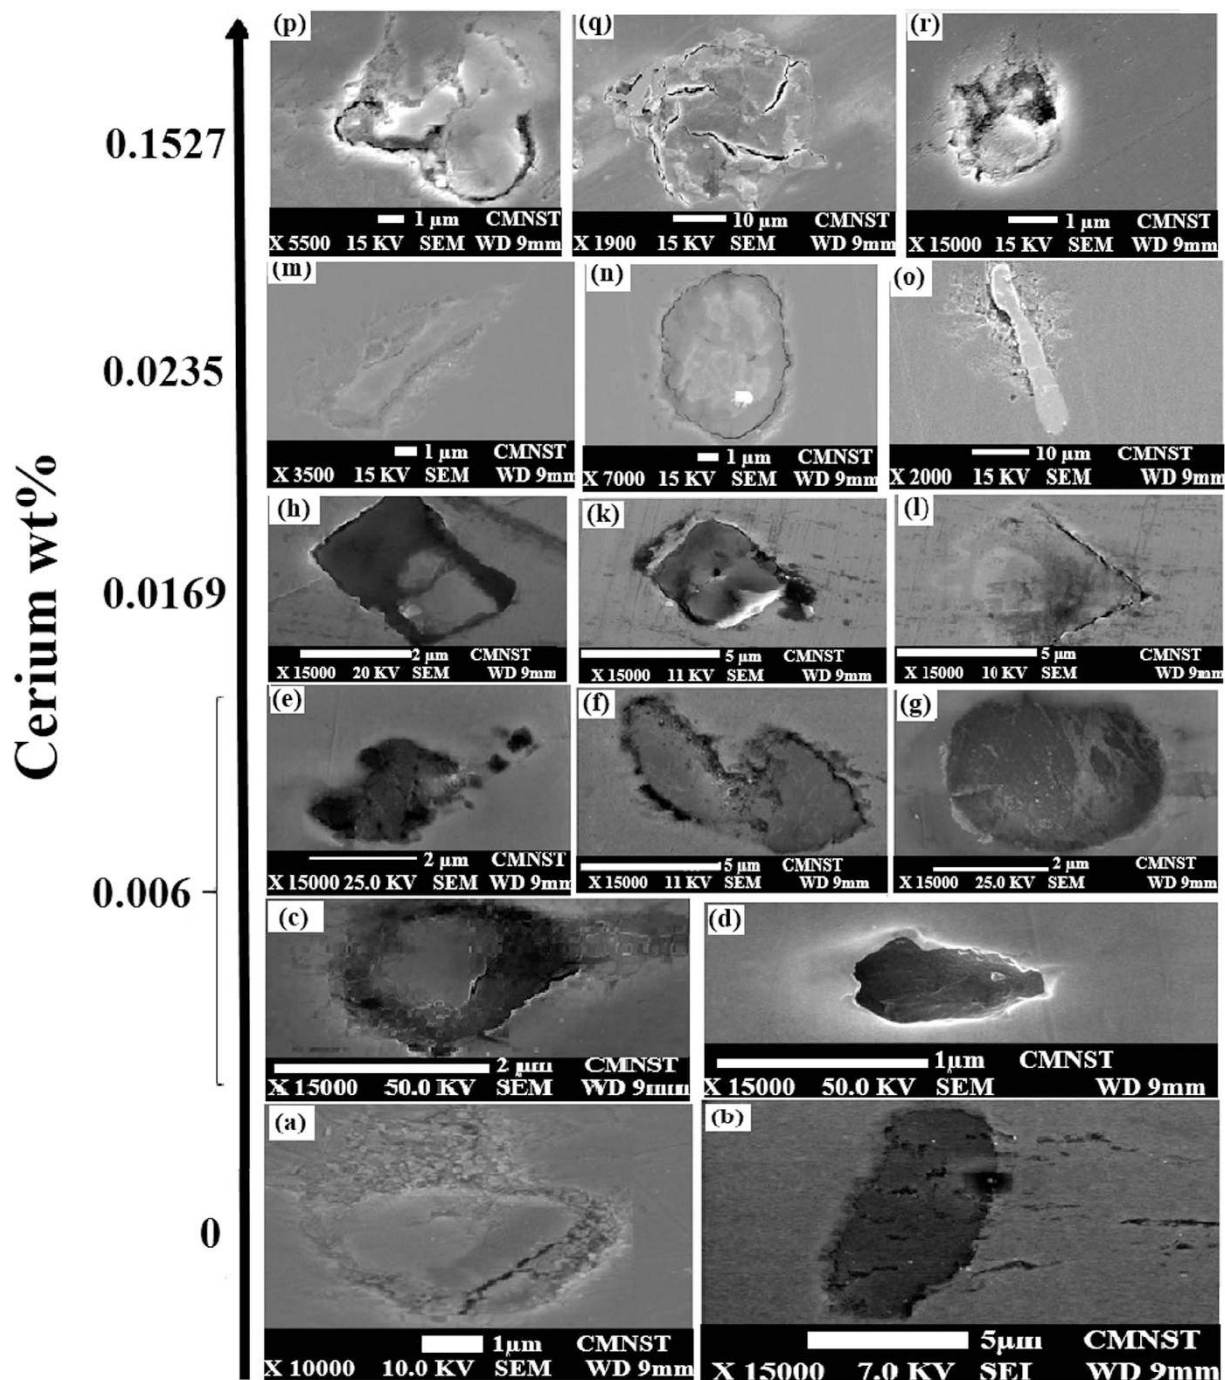 (p)
(q)
(r)
0.1527
1 µm CMNST
X 5500 15 KV SEM WD 9mm
10 µm CMNST
X 1900 15 KV SEM WD 9mm
1 µm CMNST
X 15000 15 KV SEM WD 9mm
(m)
(n)
(o)
0.0235
1 µm CMNST
X 3500 15 KV SEM WD 9mm
1 µm CMNST
X 7000 15 KV SEM WD 9mm
10 µm CMNST
X 2000 15 KV SEM WD 9mm
Cerium wt%
(h)
(k)
(l)
0.0169
2 µm CMNST
X 15000 20 KV SEM WD 9mm
5 µm CMNST
X 15000 11 KV SEM WD 9mm
5 µm CMNST
X 15000 10 KV SEM WD 9mm
(e)
(f)
(g)
2 µm CMNST
X 15000 25.0 KV SEM WD 9mm
5 µm CMNST
X 15000 11 KV SEM WD 9mm
2 µm CMNST
X 15000 25.0 KV SEM WD 9mm
0.006
(c)
(d)
2 µm CMNST
X 15000 50.0 KV SEM WD 9mm
1µm CMNST
X 15000 50.0 KV SEM WD 9mm
(a)
(b)
0
1µm CMNST
X 10000 10.0 KV SEM WD 9mm
5µm CMNST
X 15000 7.0 KV SEI WD 9mm